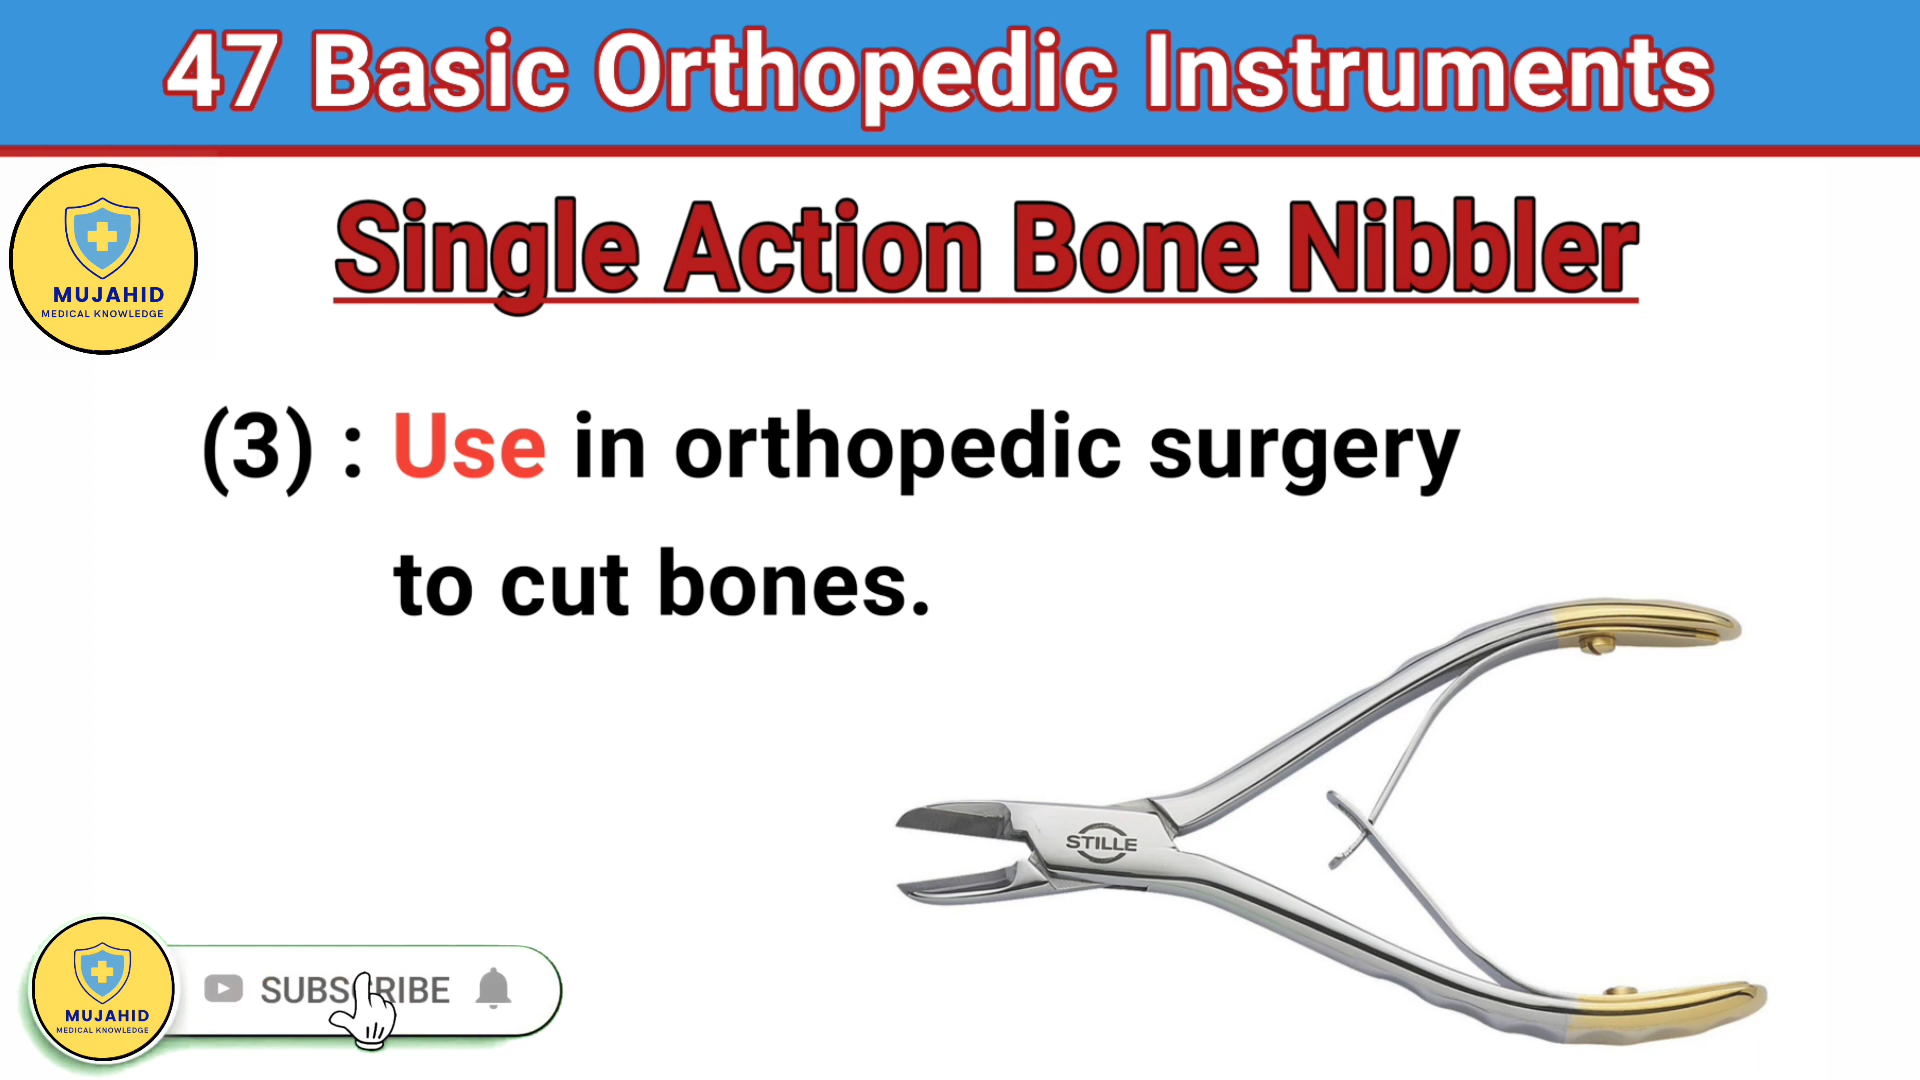 47 Basic Orthopedic Instruments
MUJAHID
MEDICAL KNOWLEDGE
Single Action Bone Nibbler
(3) : Use in orthopedic surgery
to cut bones.
STILLE
MUJAHID
MEDICAL KNOWLEDGE
SUBSCRIBE